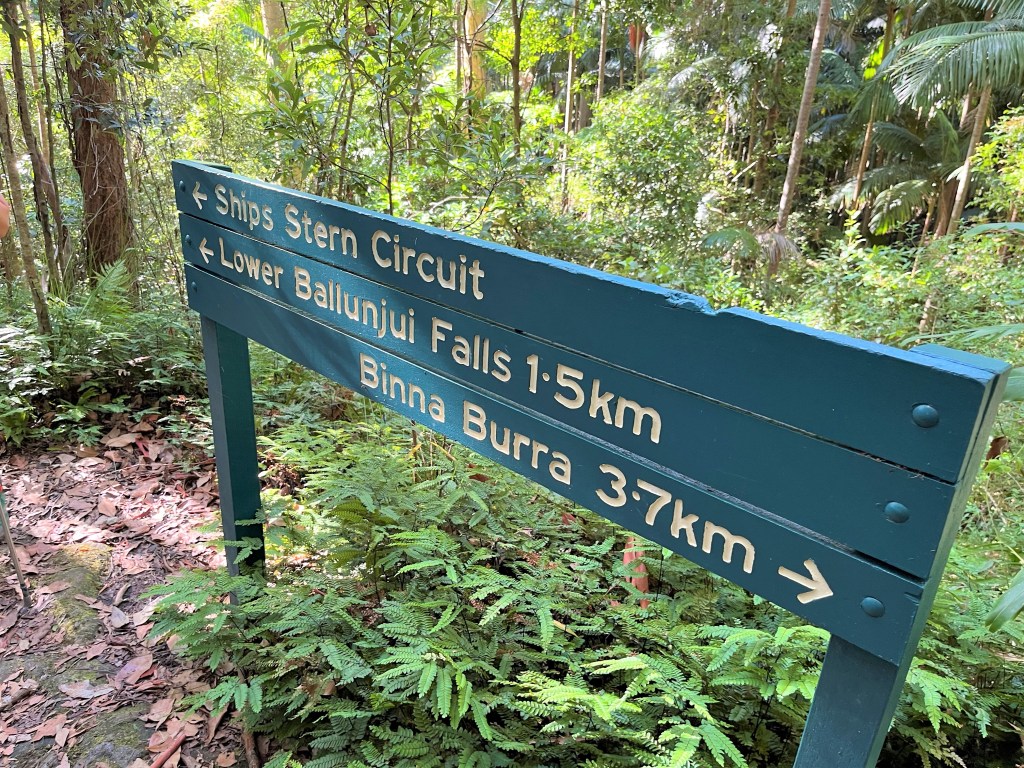 ← Ships Stern Circuit
← Lower Ballunjui Falls 1·5km
Binna Burra 3·7km →